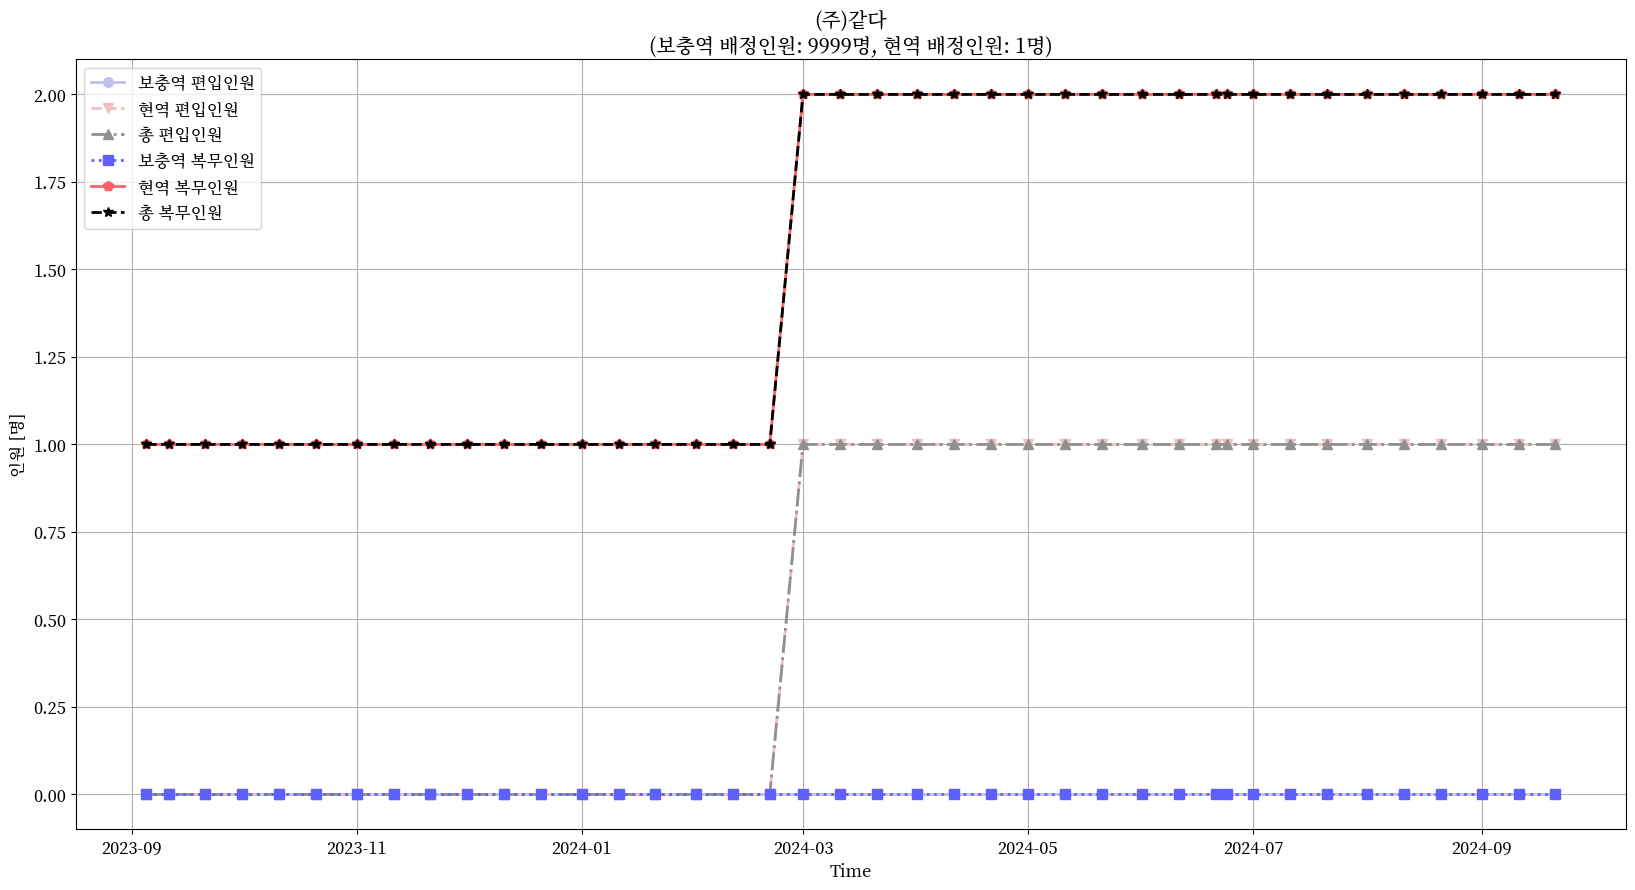 (주)같다
(보충역 배정인원: 9999명, 현역 배정인원: 1명)
보충역 편입인원
현역 편입인원
총 편입인원
보충역 복무인원
현역 복무인원
총 복무인원
2.00
1.75
1.50
1.25
1.00
0.75
0.50
0.25
0.00
인원 [명]
2023-09
2023-11
2024-01
2024-03
2024-05
2024-07
2024-09
Time